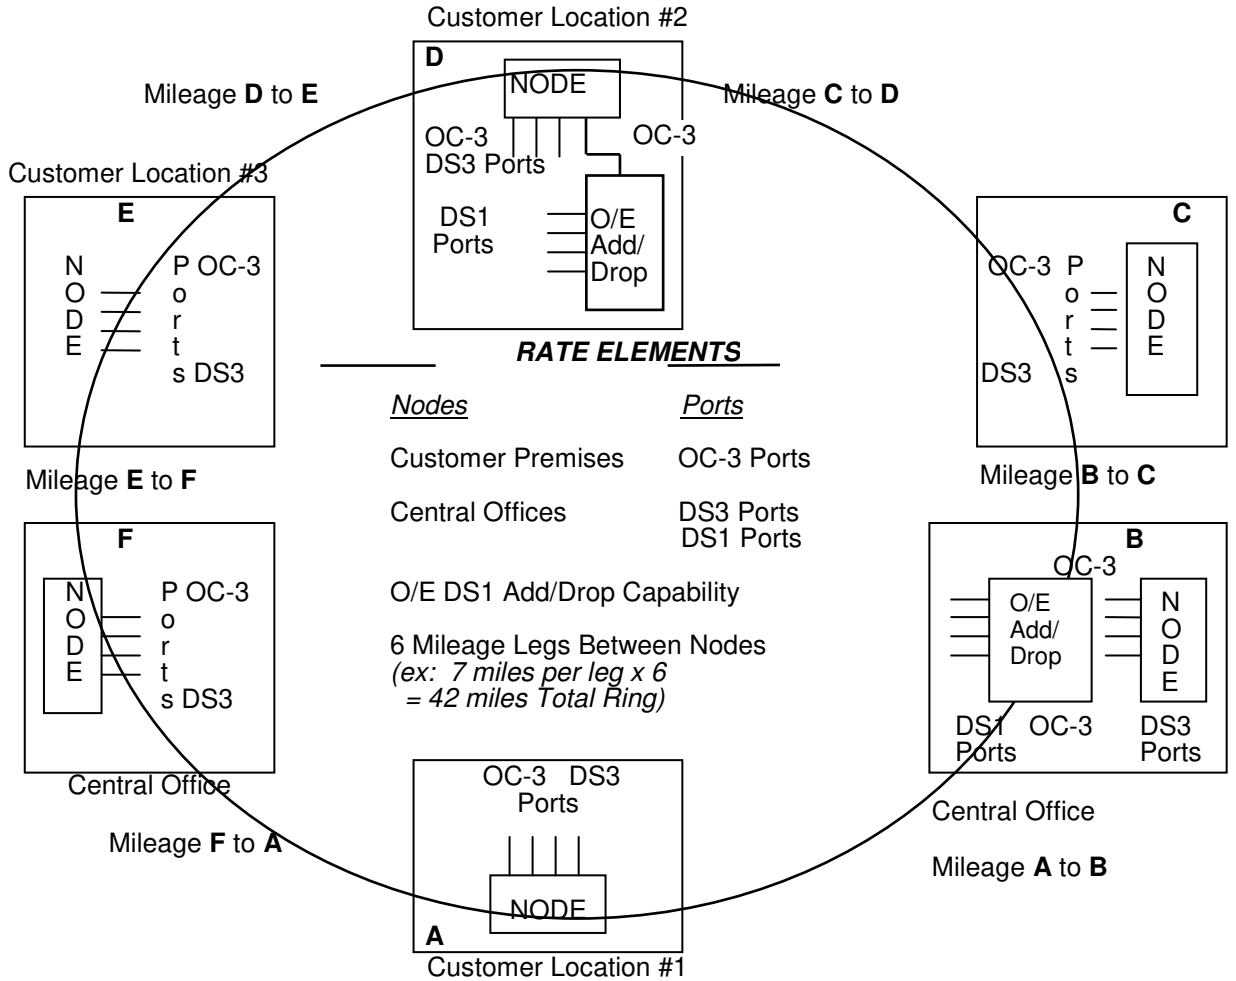 Customer Location #2
D
NODE
Mileage D to E
Mileage C to D
OC-3
OC-3
DS3 Ports
DS1
Ports
O/E
Add/
Drop
Customer Location #3
E
N
O
D
E
P OC-3
o
r
t
s DS3
C
OC-3 P
o
r
t
DS3 s
N
O
D
E
RATE ELEMENTS
Nodes Ports
Customer Premises OC-3 Ports
Central Offices DS3 Ports
DS1 Ports
O/E DS1 Add/Drop Capability
6 Mileage Legs Between Nodes
(ex: 7 miles per leg x 6
= 42 miles Total Ring)
Mileage E to F
Mileage B to C
F
N
O
D
E
P OC-3
o
r
t
s DS3
Central Office
Mileage F to A
B
OC-3
O/E
Add/
Drop
N
O
D
E
DS1 OC-3 DS3
Ports Ports
Central Office
Mileage A to B
OC-3 DS3
Ports
NODE
A
Customer Location #1